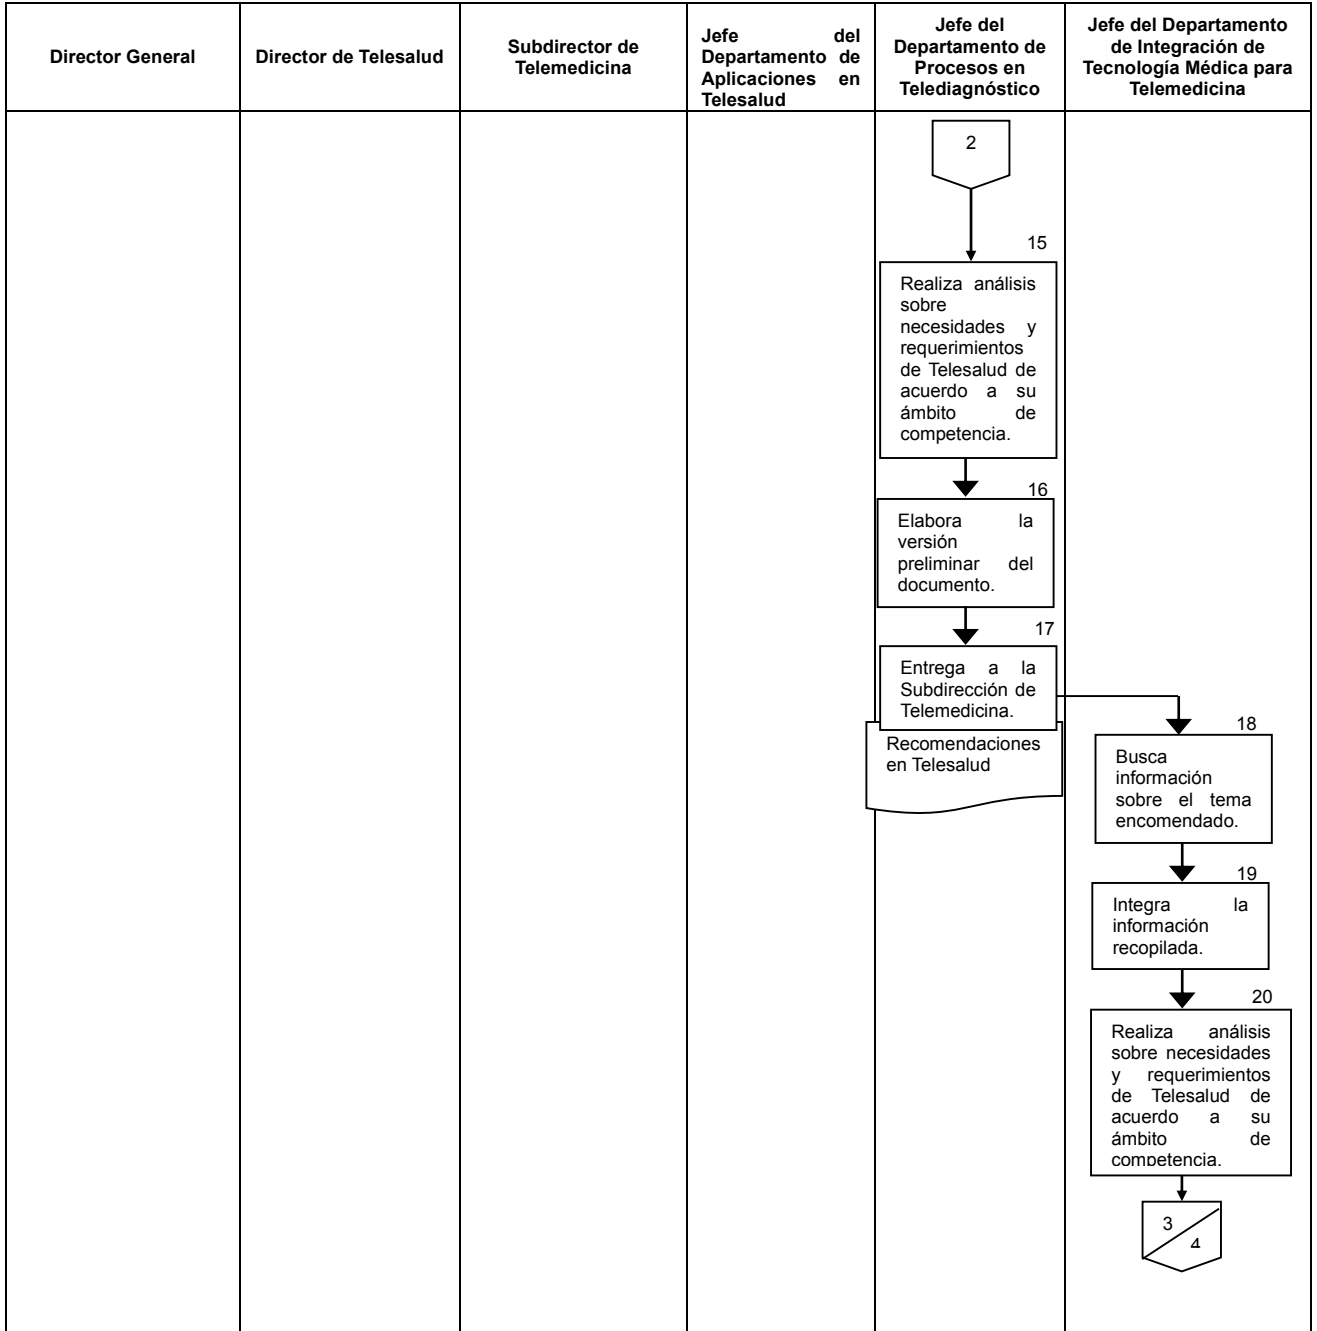 Director General
Director de Telesalud
Subdirector de
Telemedicina
Jefe del
Departamento de
Aplicaciones en
Telesalud
Jefe del
Departamento de
Procesos en
Telediagnóstico
Jefe del Departamento
de Integración de
Tecnología Médica para
Telemedicina
2
15
Realiza análisis
sobre
necesidades y
requerimientos
de Telesalud de
acuerdo a su
ámbito de
competencia.
16
Elabora la
versión
preliminar del
documento.
17
Entrega a la
Subdirección de
Telemedicina.
Recomendaciones
en Telesalud
18
Busca
información
sobre el tema
encomendado.
19
Integra la
información
recopilada.
20
Realiza análisis
sobre necesidades
y requerimientos
de Telesalud de
acuerdo a su
ámbito de
competencia.
3
4